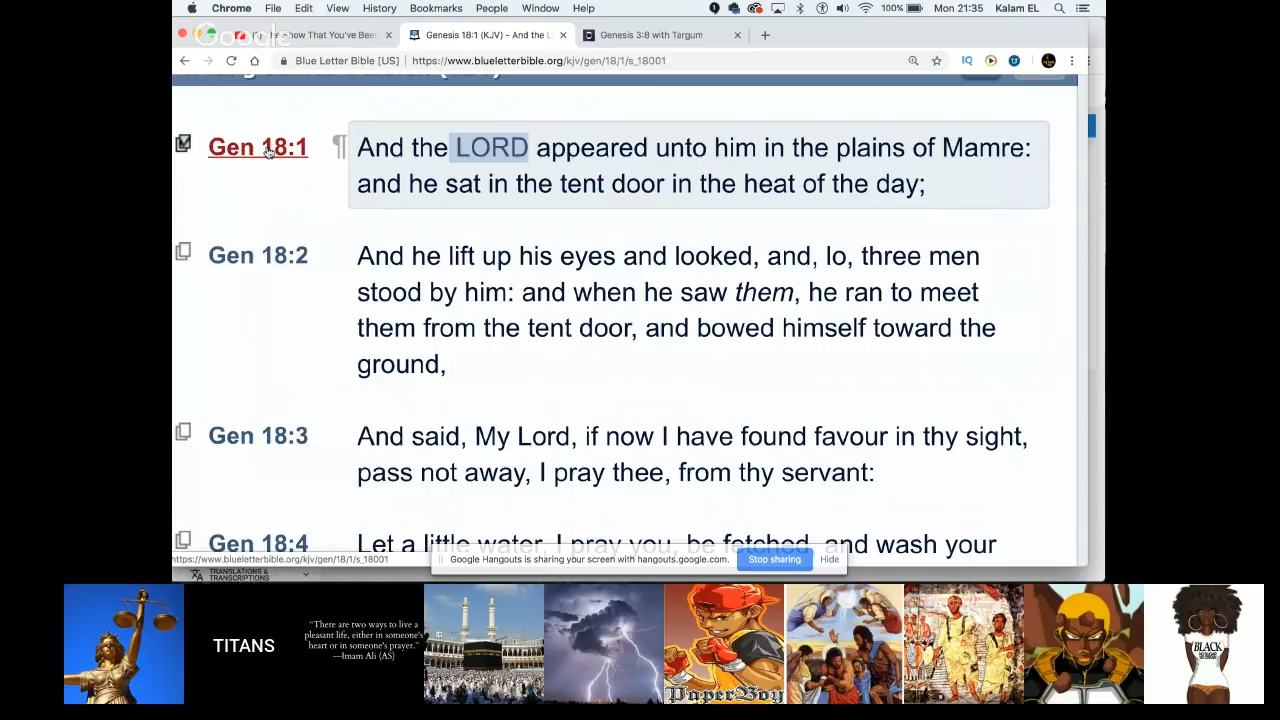 Chrome File Edit View History Bookmarks People Window Help 100% Mon 21:35 Kalam EL
Google
how That You've Been Genesis 18:1 (KJV) - And the L Genesis 3:8 with Targum
Blue Letter Bible [US] https://www.blueletterbible.org/kjv/gen/18/1/s_18001
Gen 18:1 ¶ And the LORD appeared unto him in the plains of Mamre:
and he sat in the tent door in the heat of the day;
Gen 18:2 And he lift up his eyes and looked, and, lo, three men
stood by him: and when he saw them, he ran to meet
them from the tent door, and bowed himself toward the
ground,
Gen 18:3 And said, My Lord, if now I have found favour in thy sight,
pass not away, I pray thee, from thy servant:
Gen 18:4 Let a little water, I pray you, be fetched, and wash your
https://www.blueletterbible.org/kjv/gen/18/1/s_18001
Google Hangouts is sharing your screen with hangouts.google.com. Stop sharing Hide
TRANSLATIONS &
TRANSCRIPTIONS
TITANS
“There are two ways to live a
pleasant life, either in someone's
heart or in someone's prayer.”
—Imam Ali (AS)
PaperBoy
BLACK